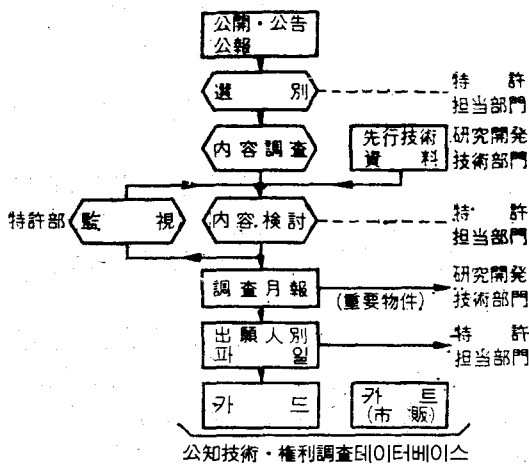 公開・公告
公報
選別
特許
担当部門
内容調査
先行技術
資料
研究開発
技術部門
特許部
監視
内容検討
特許
担当部門
調査月報
(重要物件)
研究開発
技術部門
出願人別
파일
特許
担当部門
카드
카드
(市販)
公知技術・権利調査테이터베이스